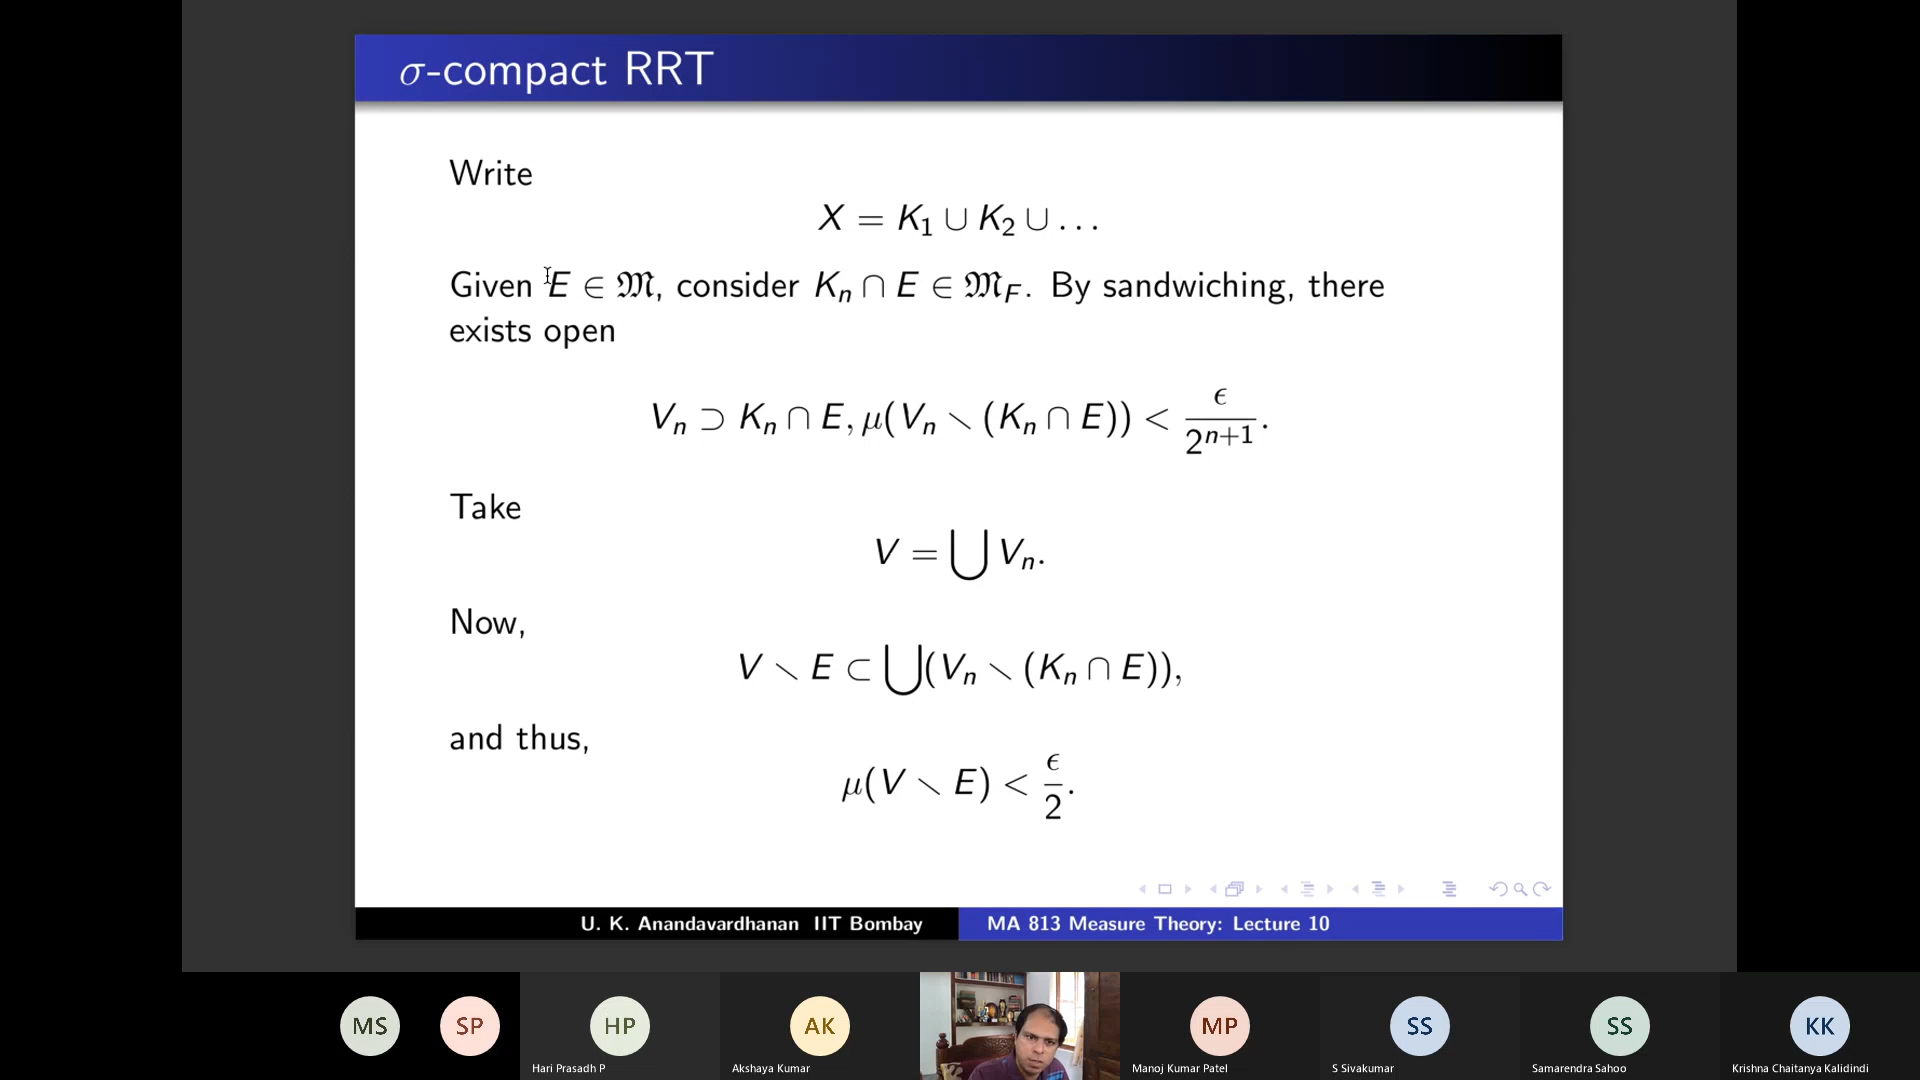 σ-compact RRT
Write
X = K₁ ∪ K₂ ∪ . . .
Given E ∈ 𝔐, consider Kₙ ∩ E ∈ 𝔐_F. By sandwiching, there
exists open
Vₙ ⊃ Kₙ ∩ E, μ(Vₙ ∖ (Kₙ ∩ E)) < ϵ/2ⁿ⁺¹.
Take
V = ⋃ Vₙ.
Now,
V ∖ E ⊂ ⋃(Vₙ ∖ (Kₙ ∩ E)),
and thus,
μ(V ∖ E) < ϵ/2.
U. K. Anandavardhanan IIT Bombay
MA 813 Measure Theory: Lecture 10
MS
SP
HP
AK
MP
SS
SS
KK
Hari Prasadh P
Akshaya Kumar
Manoj Kumar Patel
S Sivakumar
Samarendra Sahoo
Krishna Chaitanya Kalidindi